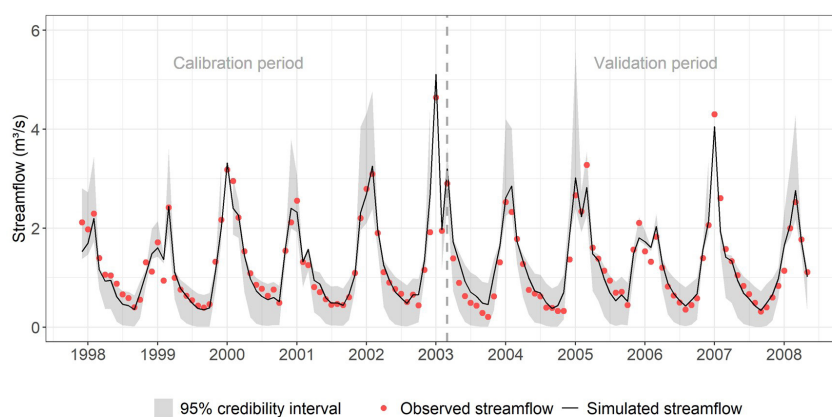 6
Calibration period
Validation period
4
Streamflow (m³/s)
2
0
1998 1999 2000 2001 2002 2003 2004 2005 2006 2007 2008
95% credibility interval Observed streamflow Simulated streamflow